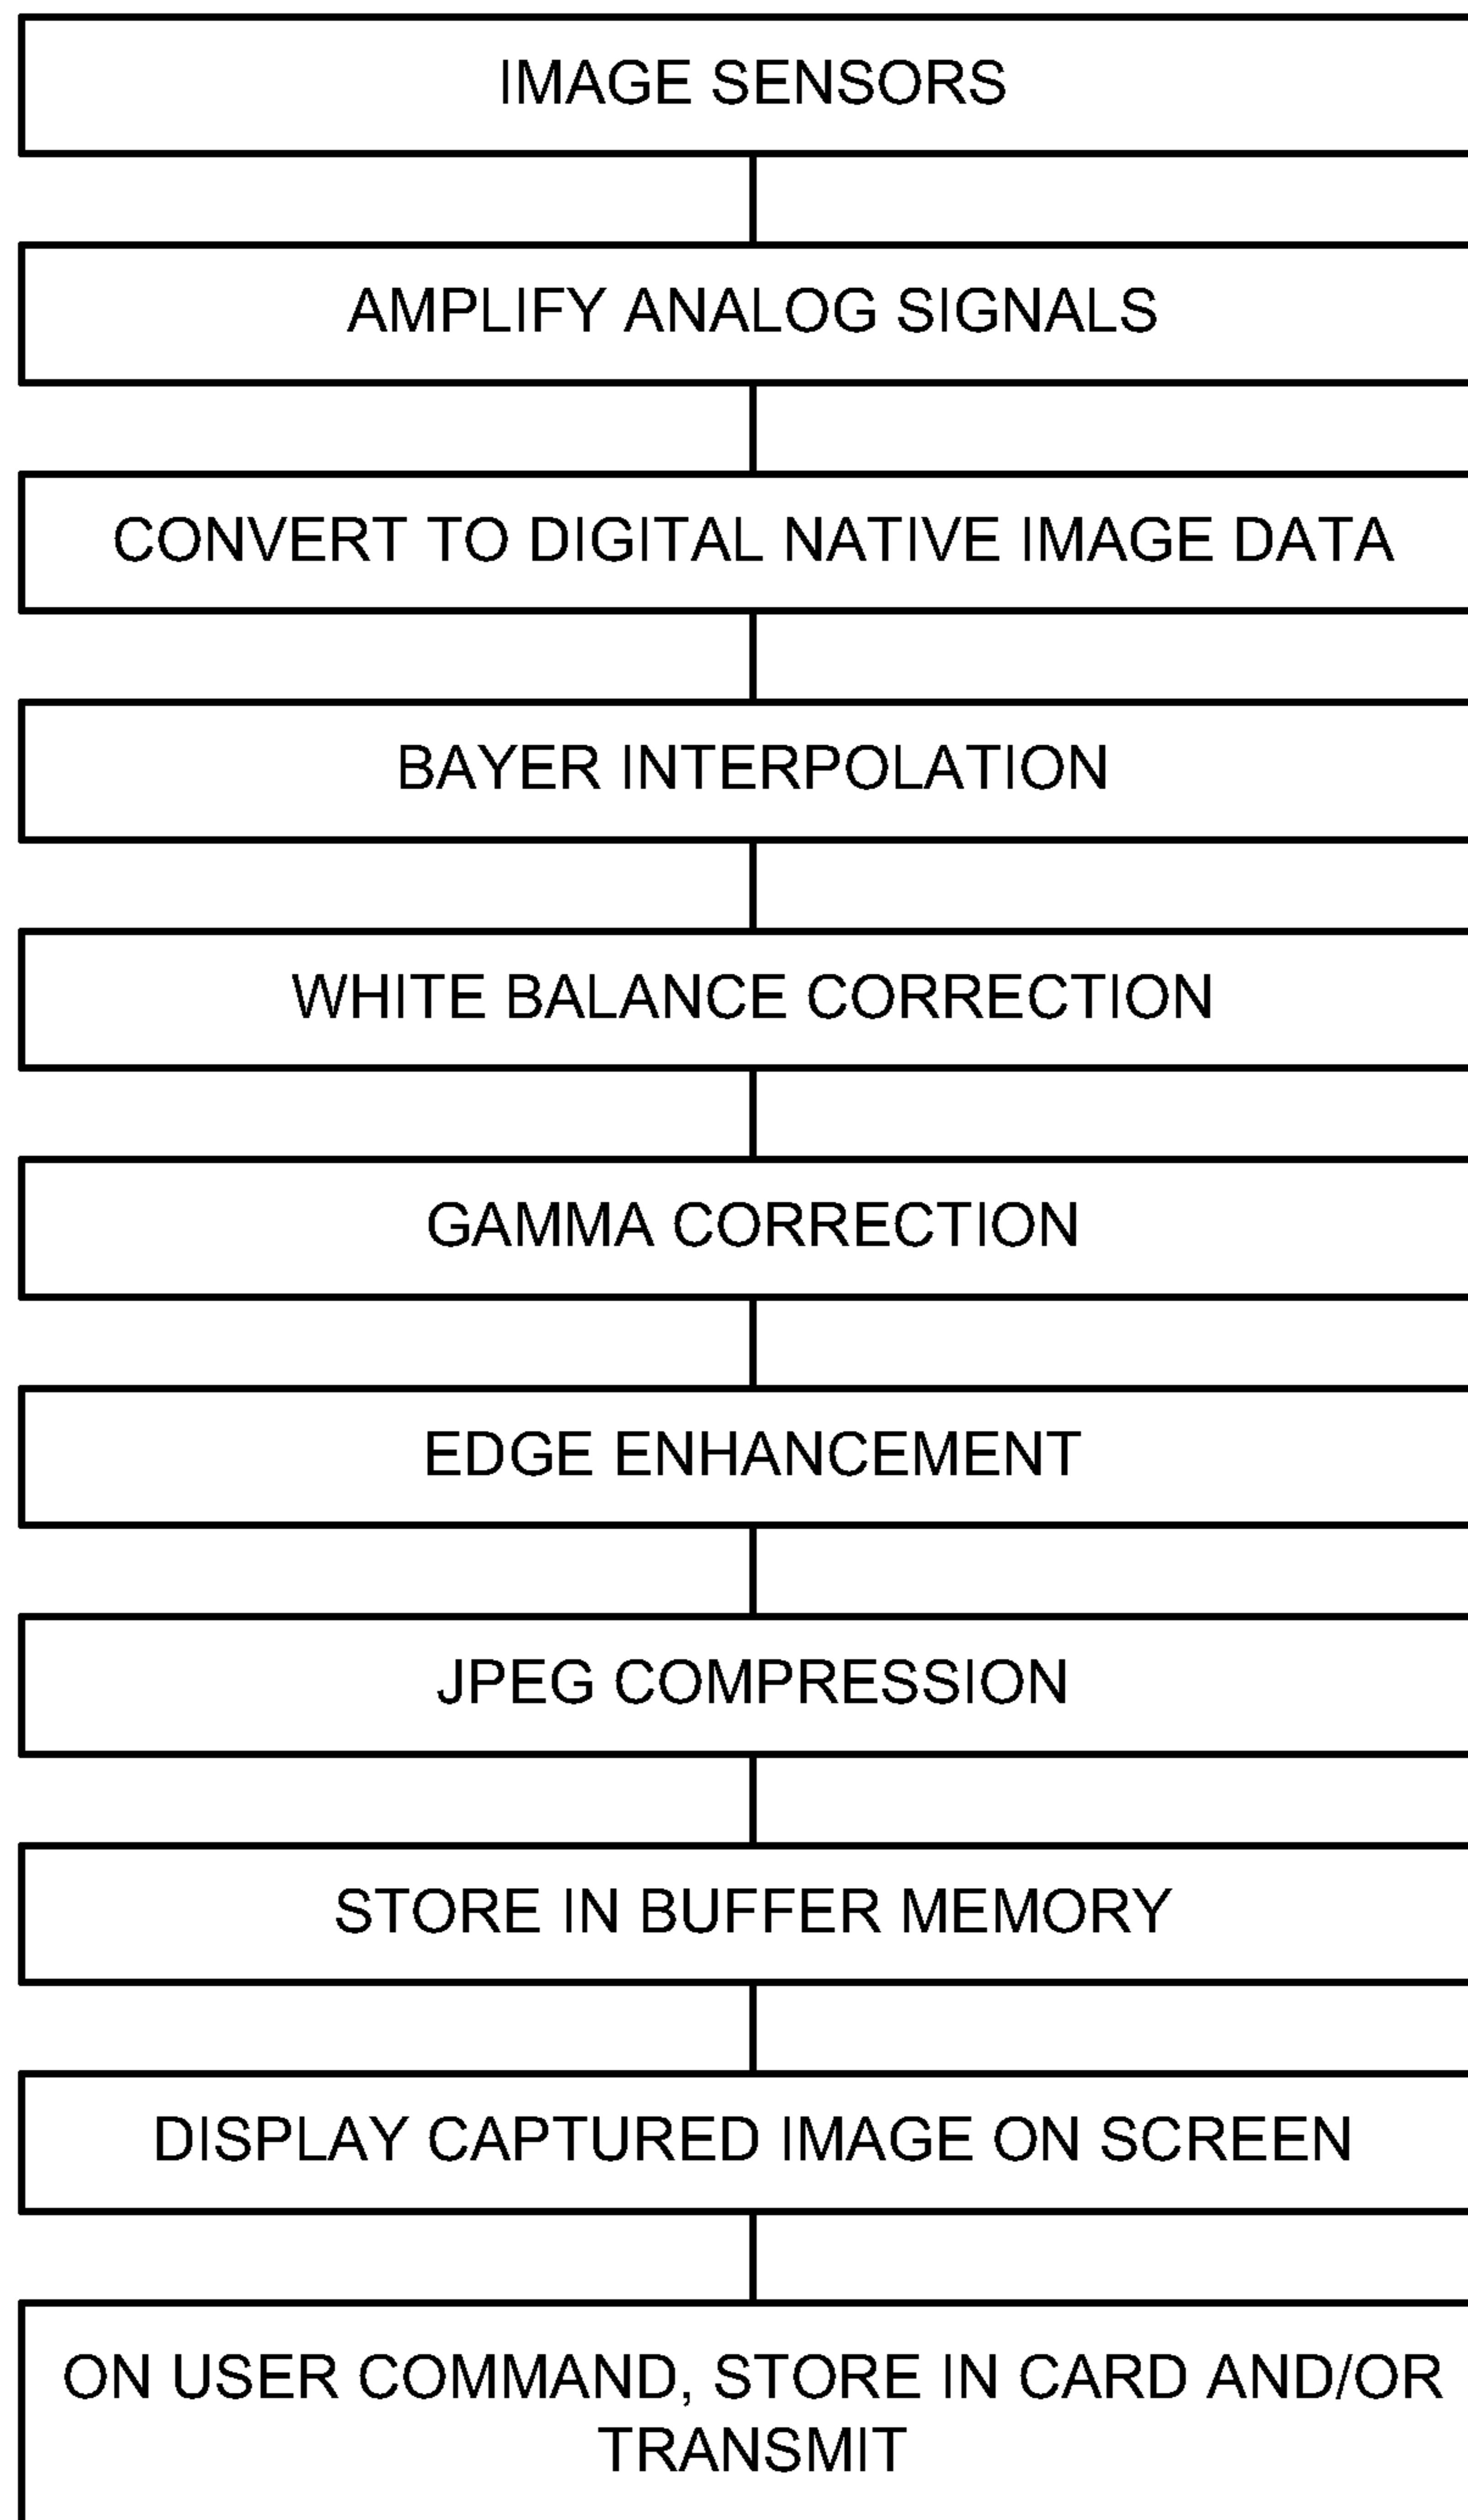 IMAGE SENSORS
AMPLIFY ANALOG SIGNALS
CONVERT TO DIGITAL NATIVE IMAGE DATA
BAYER INTERPOLATION
WHITE BALANCE CORRECTION
GAMMA CORRECTION
EDGE ENHANCEMENT
JPEG COMPRESSION
STORE IN BUFFER MEMORY
DISPLAY CAPTURED IMAGE ON SCREEN
ON USER COMMAND, STORE IN CARD AND/OR
TRANSMIT